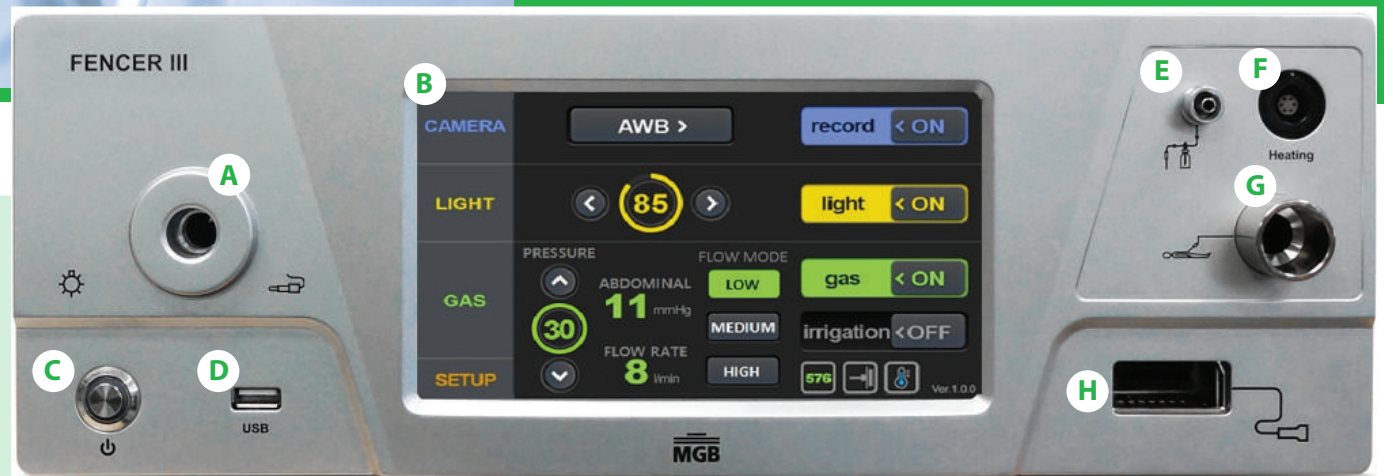 FENCER III
A
B
C
D
E
F
G
H
CAMERA
AWB >
record < ON
LIGHT
< 85 >
light < ON
GAS
PRESSURE
30
ABDOMINAL
11 mmHg
FLOW RATE
8 l/min
FLOW MODE
LOW
MEDIUM
HIGH
gas < ON
irrigation <OFF
SETUP
576
Ver.1.0.0
USB
Heating
MGB